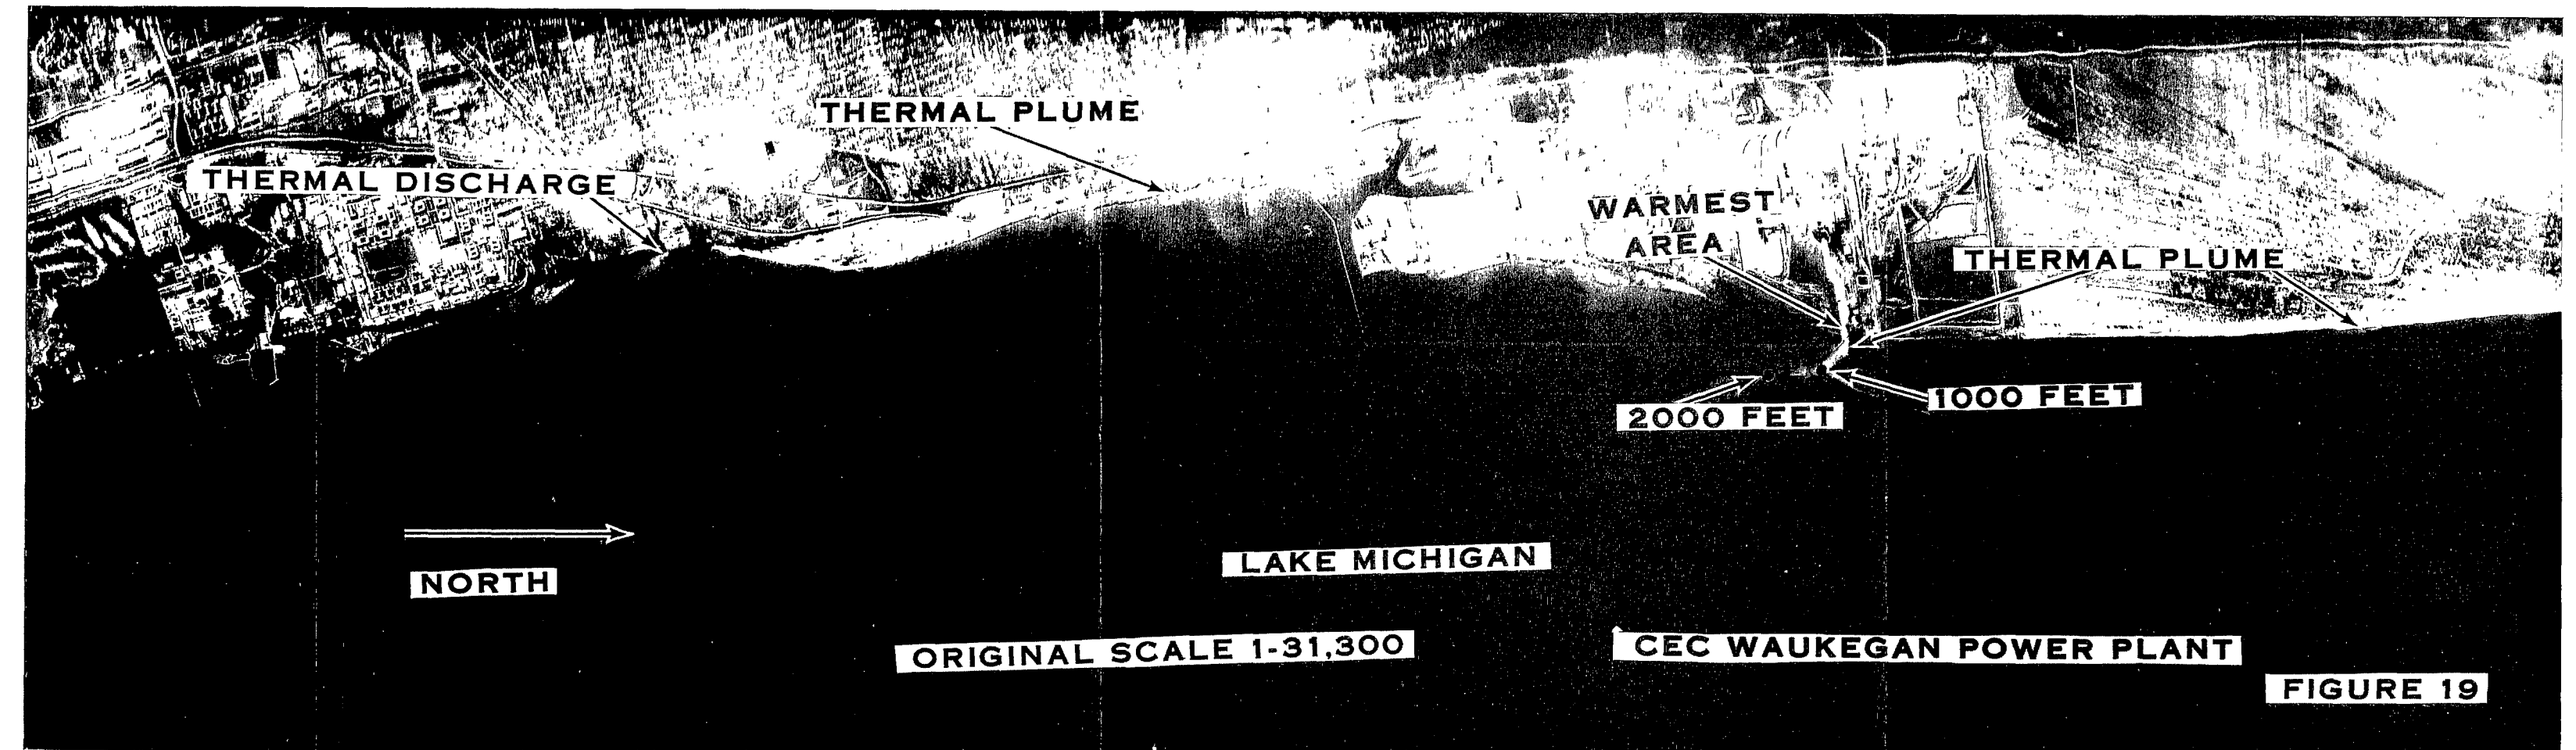 THERMAL PLUME
THERMAL DISCHARGE
WARMEST
AREA
THERMAL PLUME
2000 FEET
1000 FEET
NORTH
LAKE MICHIGAN
ORIGINAL SCALE 1-31,300
CEC WAUKEGAN POWER PLANT
FIGURE 19